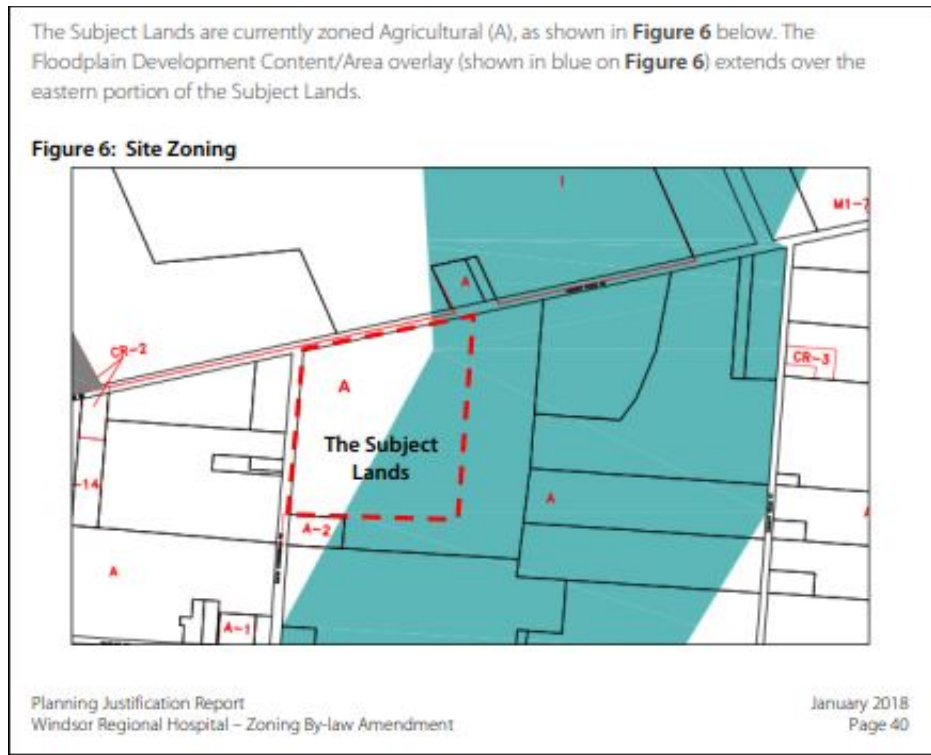 The Subject Lands are currently zoned Agricultural (A), as shown in Figure 6 below. The
Floodplain Development Content/Area overlay (shown in blue on Figure 6) extends over the
eastern portion of the Subject Lands.
Figure 6: Site Zoning
I
M1-7
A
CR-2
A
CR-3
The Subject
Lands
-14
A
A-2
A
A-1
Planning Justification Report
January 2018
Windsor Regional Hospital – Zoning By-law Amendment
Page 40